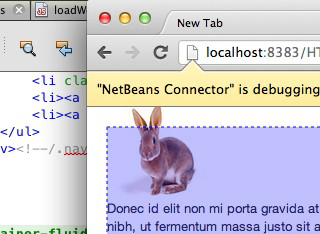 loadW
<li> cla
<li><a
<li><a
</ul>
v><!--/.nav
ainer-fluid
New Tab
localhost:8383/HT
"NetBeans Connector" is debugging
Donec id elit non mi porta gravida at
nibh, ut fermentum massa justo sit a